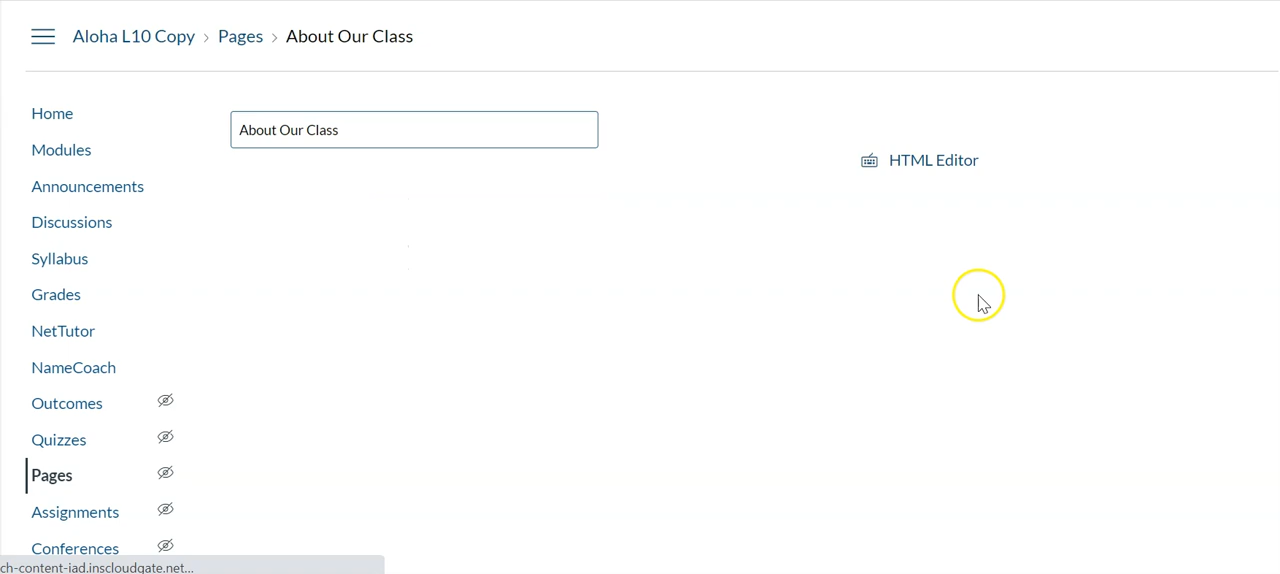 Aloha L10 Copy › Pages › About Our Class
Home
About Our Class
Modules
HTML Editor
Announcements
Discussions
Syllabus
Grades
NetTutor
NameCoach
Outcomes
Quizzes
Pages
Assignments
Conferences
ch-content-iad.inscloudgate.net...